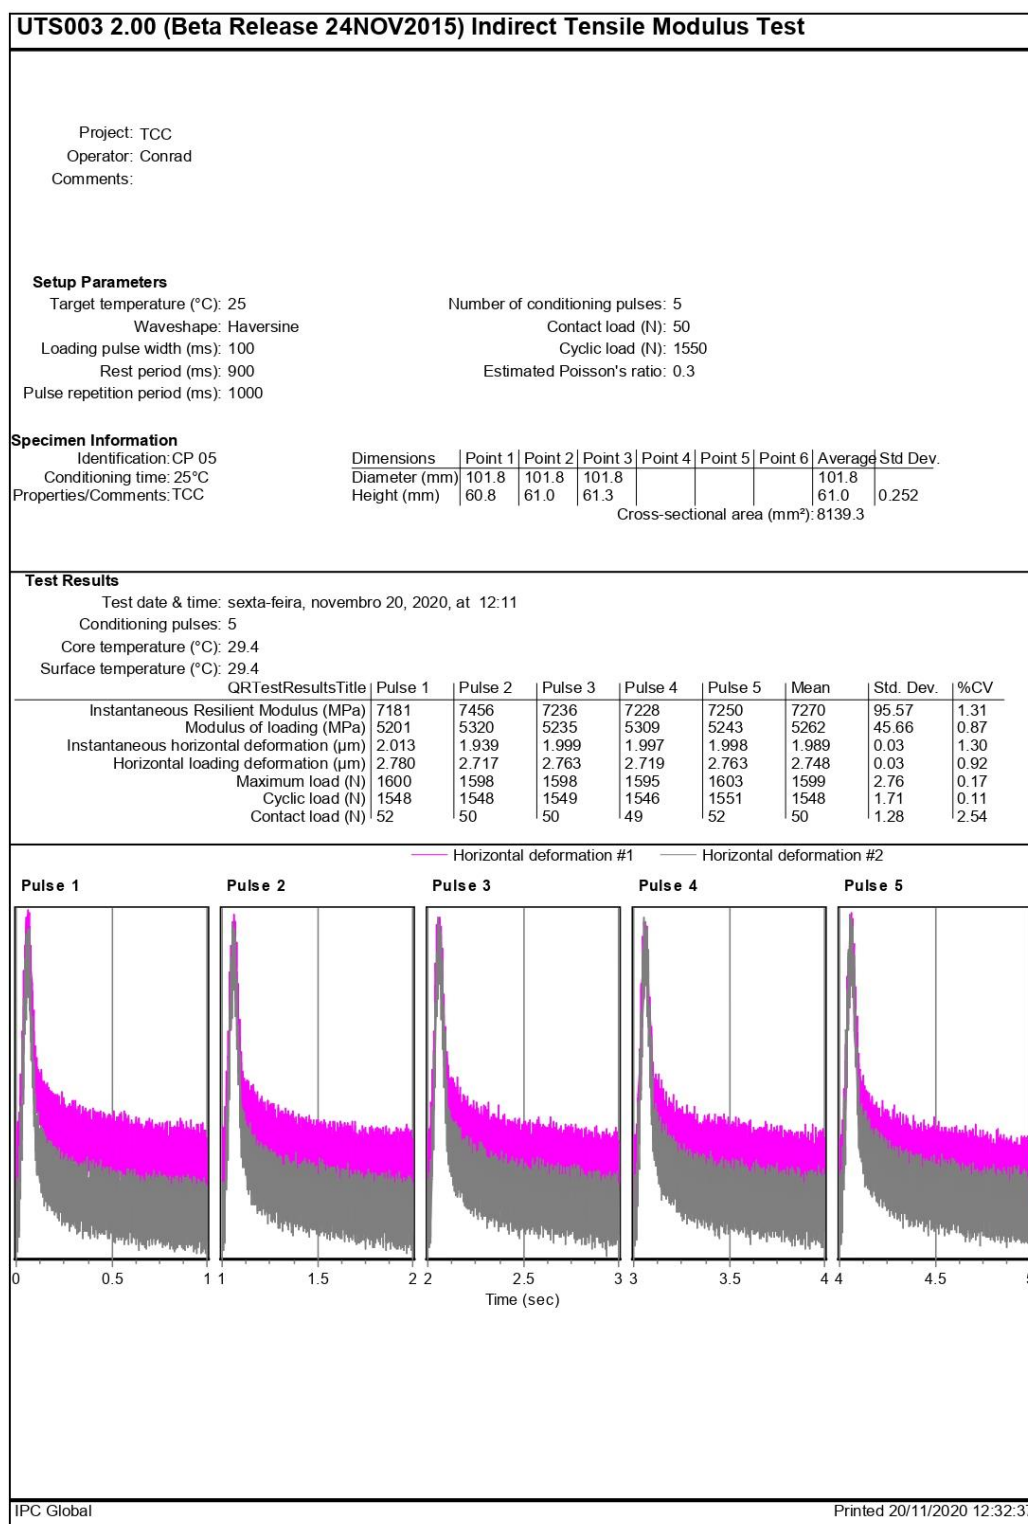 UTS003 2.00 (Beta Release 24NOV2015) Indirect Tensile Modulus Test
Project: TCC
Operator: Conrad
Comments:
Setup Parameters
Target temperature (°C): 25 Number of conditioning pulses: 5
Waveshape: Haversine Contact load (N): 50
Loading pulse width (ms): 100 Cyclic load (N): 1550
Rest period (ms): 900 Estimated Poisson's ratio: 0.3
Pulse repetition period (ms): 1000
Specimen Information
Identification: CP 05 Dimensions Point 1 Point 2 Point 3 Point 4 Point 5 Point 6 Average Std Dev.
Conditioning time: 25°C Diameter (mm) 101.8 101.8 101.8 101.8
Properties/Comments: TCC Height (mm) 60.8 61.0 61.3 61.0 0.252
Cross-sectional area (mm²): 8139.3
Test Results
Test date & time: sexta-feira, novembro 20, 2020, at 12:11
Conditioning pulses: 5
Core temperature (°C): 29.4
Surface temperature (°C): 29.4
QRTestResultsTitle Pulse 1 Pulse 2 Pulse 3 Pulse 4 Pulse 5 Mean Std. Dev. %CV
Instantaneous Resilient Modulus (MPa) 7181 7456 7236 7228 7250 7270 95.57 1.31
Modulus of loading (MPa) 5201 5320 5235 5309 5243 5262 45.66 0.87
Instantaneous horizontal deformation (µm) 2.013 1.939 1.999 1.997 1.998 1.989 0.03 1.30
Horizontal loading deformation (µm) 2.780 2.717 2.763 2.719 2.763 2.748 0.03 0.92
Maximum load (N) 1600 1598 1598 1595 1603 1599 2.76 0.17
Cyclic load (N) 1548 1548 1549 1546 1551 1548 1.71 0.11
Contact load (N) 52 50 50 49 52 50 1.28 2.54
Horizontal deformation #1 Horizontal deformation #2
Pulse 1 Pulse 2 Pulse 3 Pulse 4 Pulse 5
0 0.5 1 1 1.5 2 2 2.5 3 3 3.5 4 4 4.5 5
Time (sec)
IPC Global Printed 20/11/2020 12:32:37